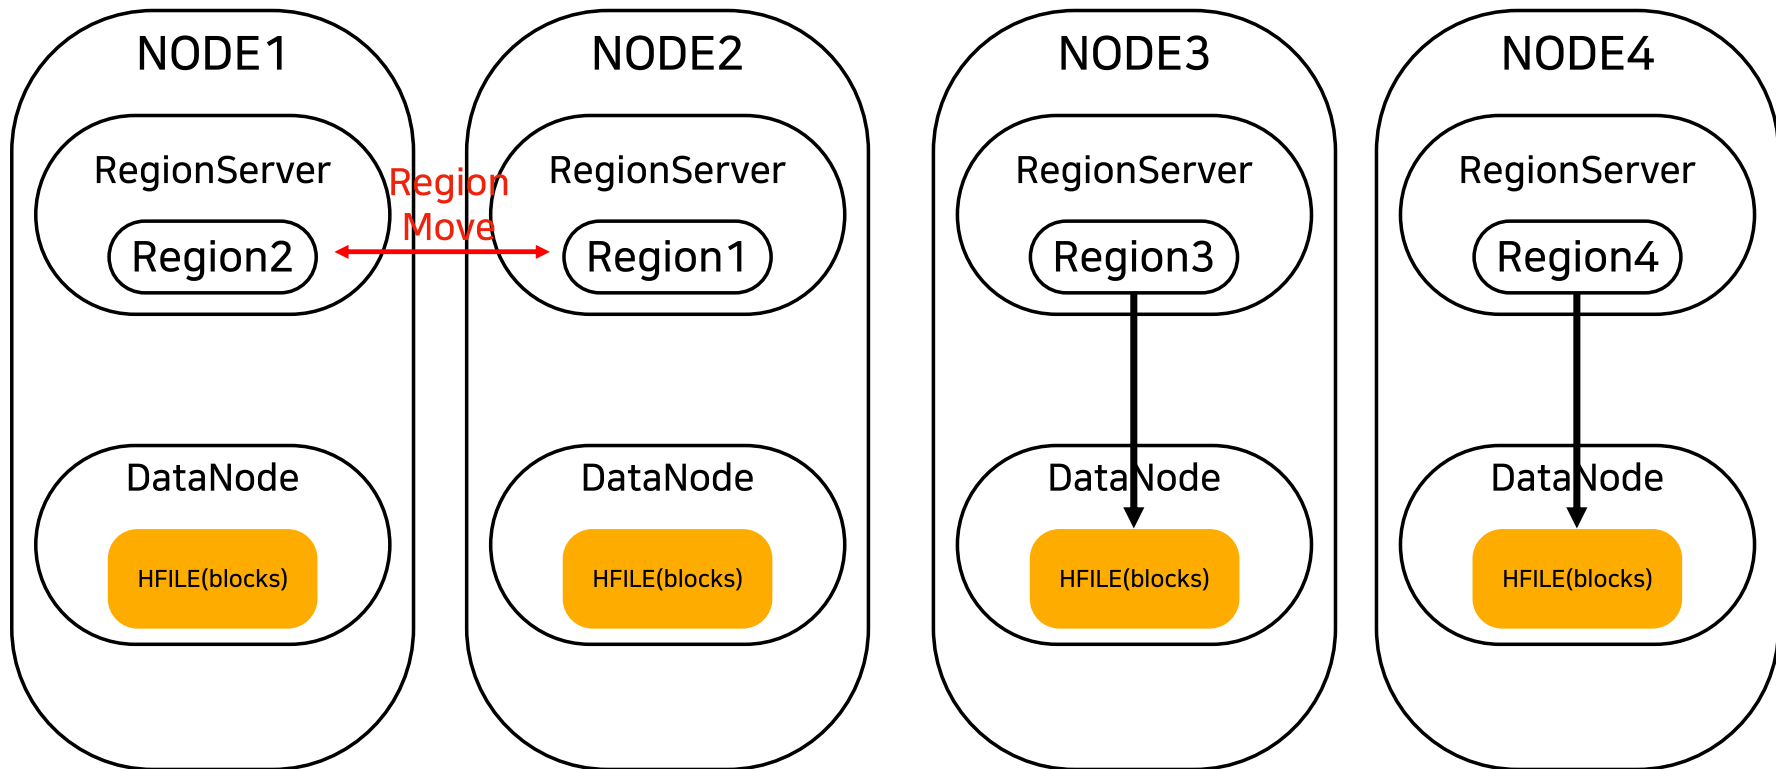 NODE1
NODE2
NODE3
NODE4
RegionServer
Region
Move
RegionServer
RegionServer
RegionServer
Region2
Region1
Region3
Region4
DataNode
DataNode
DataNode
DataNode
HFILE(blocks)
HFILE(blocks)
HFILE(blocks)
HFILE(blocks)